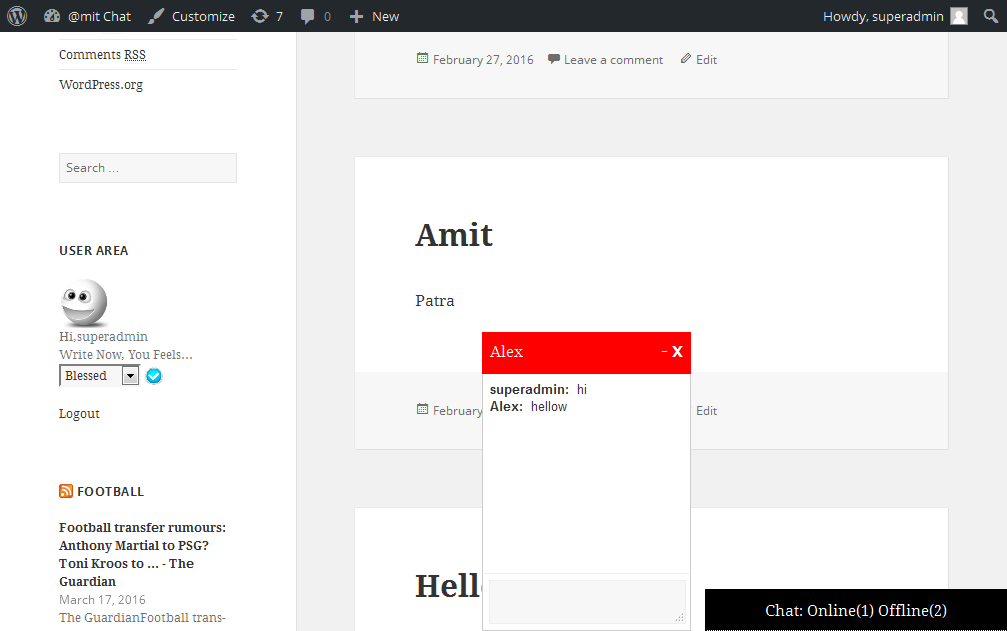 @mit Chat Customize 7 0 New Howdy, superadmin
Comments RSS
WordPress.org
Search ...
USER AREA
Hi,superadmin
Write Now, You Feels...
Blessed
Logout
FOOTBALL
Football transfer rumours:
Anthony Martial to PSG?
Toni Kroos to ... - The
Guardian
March 17, 2016
The GuardianFootball trans-
February 27, 2016 Leave a comment Edit
Amit
Patra
February Edit
Hell
Alex - X
superadmin: hi
Alex: hellow
Chat: Online(1) Offline(2)